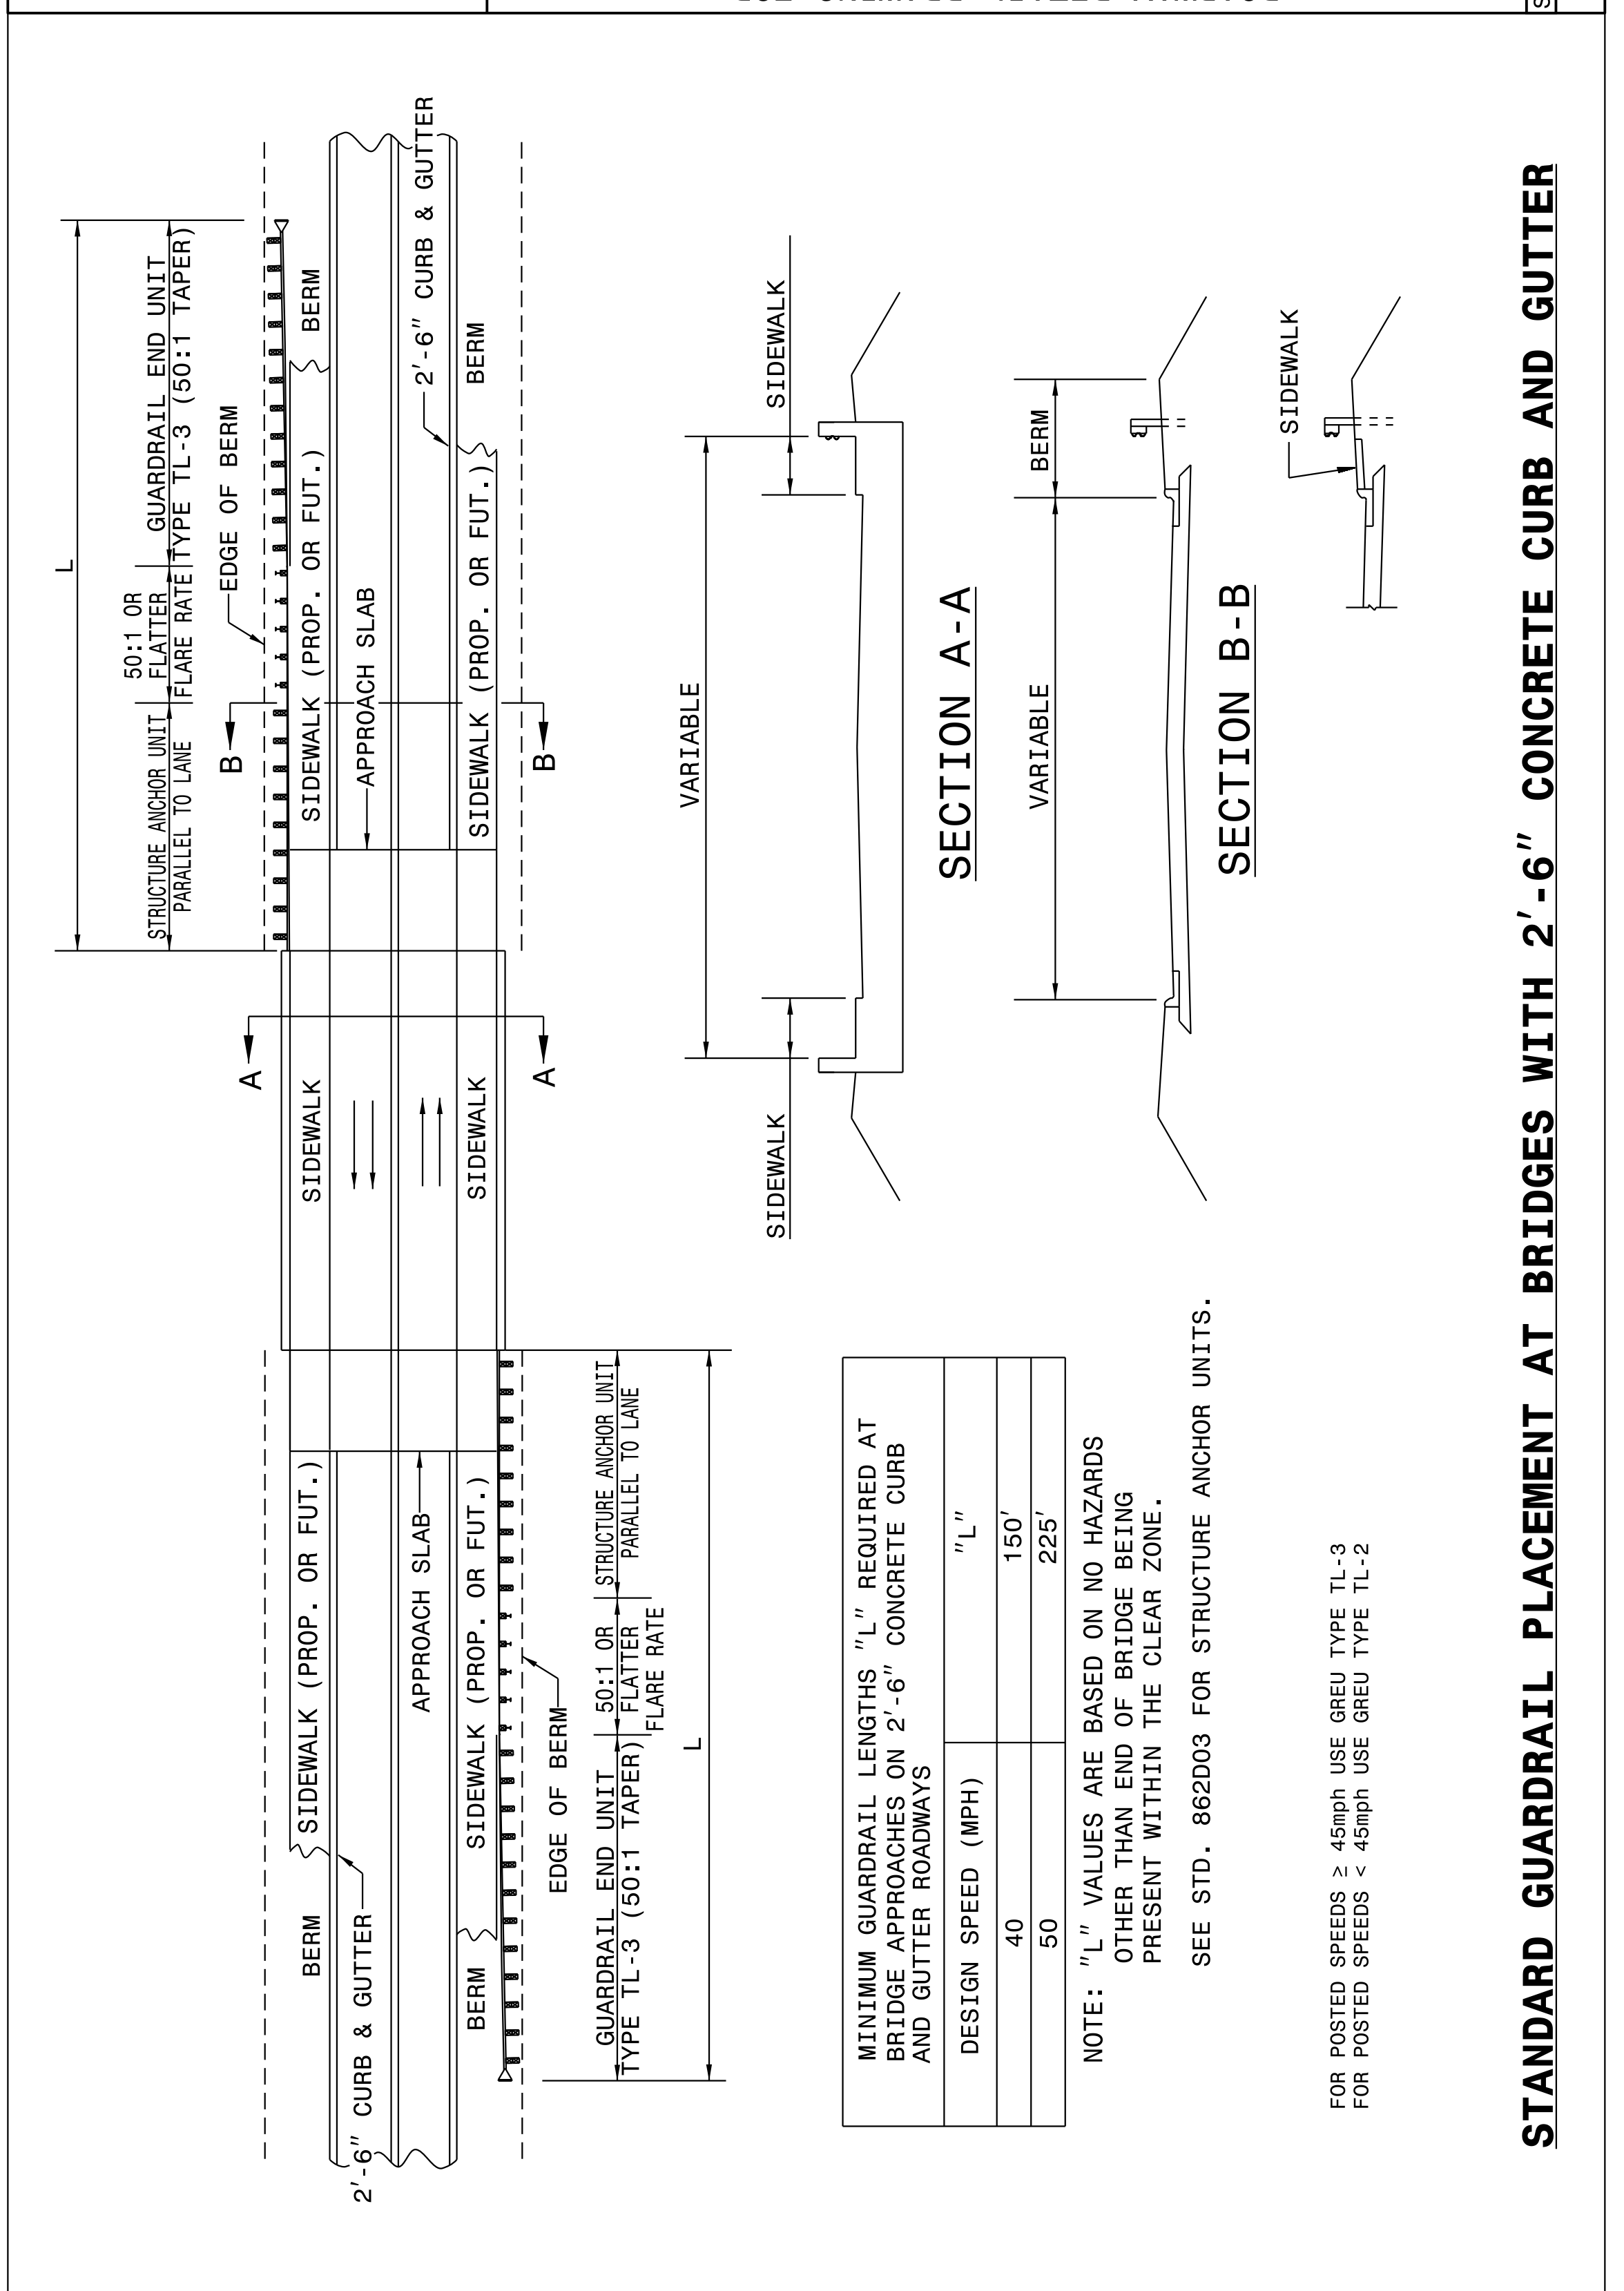 L
50:1 OR
FLATTER
FLARE RATE
STRUCTURE ANCHOR UNIT
PARALLEL TO LANE
GUARDRAIL END UNIT
TYPE TL-3 (50:1 TAPER)
EDGE OF BERM
B
A
BERM
SIDEWALK (PROP. OR FUT.)
SIDEWALK
SIDEWALK (PROP. OR FUT.)
BERM
2'-6" CURB & GUTTER
APPROACH SLAB
APPROACH SLAB
2'-6" CURB & GUTTER
BERM
SIDEWALK (PROP. OR FUT.)
SIDEWALK
SIDEWALK (PROP. OR FUT.)
BERM
A
B
EDGE OF BERM
GUARDRAIL END UNIT
TYPE TL-3 (50:1 TAPER)
50:1 OR
FLATTER
FLARE RATE
STRUCTURE ANCHOR UNIT
PARALLEL TO LANE
L
VARIABLE
SIDEWALK
SIDEWALK
SECTION A-A
VARIABLE
BERM
SECTION B-B
SIDEWALK
MINIMUM GUARDRAIL LENGTHS "L" REQUIRED AT
BRIDGE APPROACHES ON 2'-6" CONCRETE CURB
AND GUTTER ROADWAYS
DESIGN SPEED (MPH) "L"
40 150'
50 225'
NOTE: "L" VALUES ARE BASED ON NO HAZARDS
OTHER THAN END OF BRIDGE BEING
PRESENT WITHIN THE CLEAR ZONE.
SEE STD. 862D03 FOR STRUCTURE ANCHOR UNITS.
FOR POSTED SPEEDS ≥ 45mph USE GREU TYPE TL-3
FOR POSTED SPEEDS < 45mph USE GREU TYPE TL-2
STANDARD GUARDRAIL PLACEMENT AT BRIDGES WITH 2'-6" CONCRETE CURB AND GUTTER